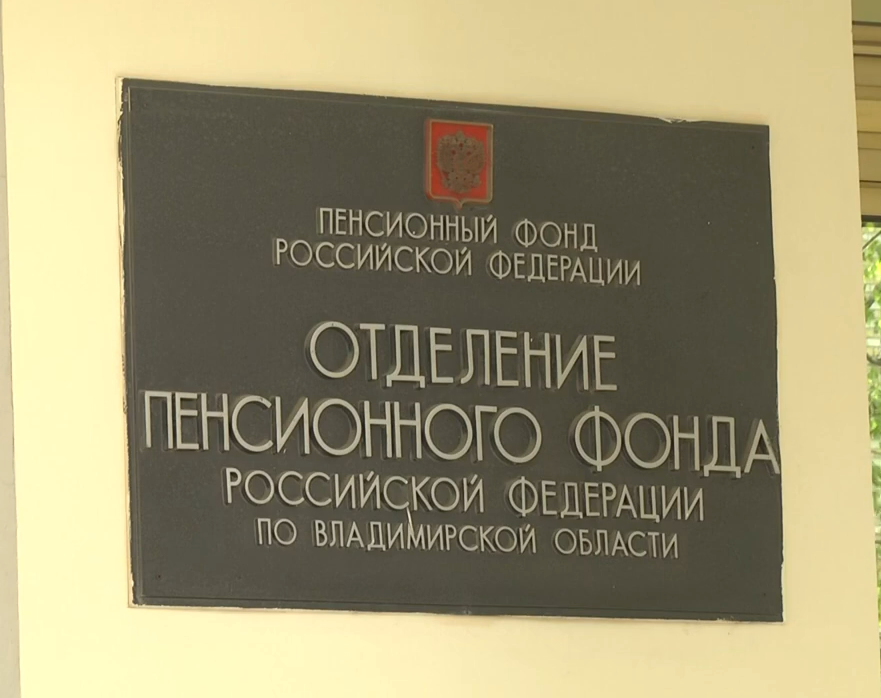 ПЕНСИОННЫЙ ФОНД
РОССИЙСКОЙ ФЕДЕРАЦИИ
ОТДЕЛЕНИЕ
ПЕНСИОННОГО ФОНДА
РОССИЙСКОЙ ФЕДЕРАЦИИ
ПО ВЛАДИМИРСКОЙ ОБЛАСТИ